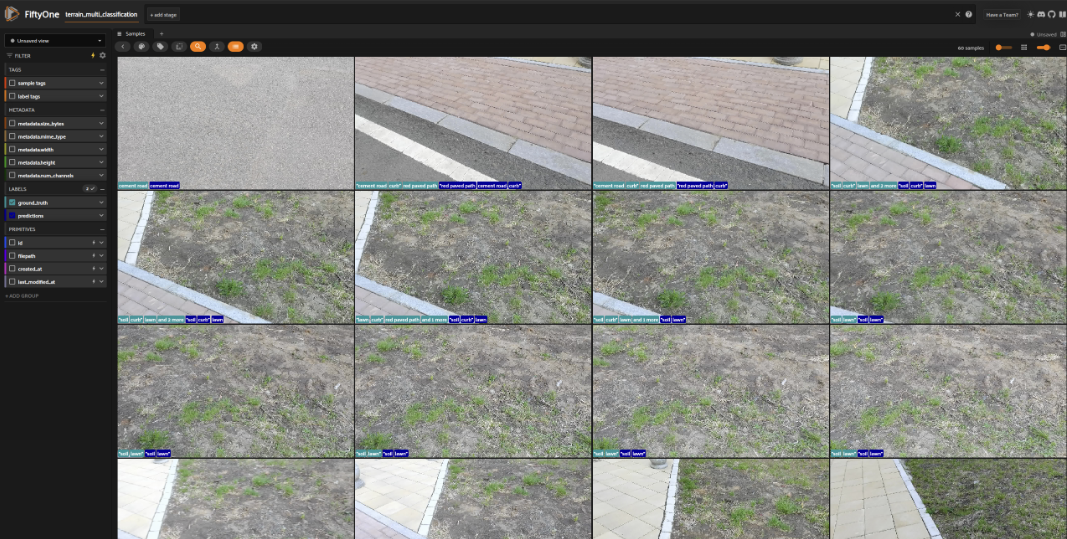 FiftyOne terrain_multi_classification + add stage Have a Team?
Unsaved view
Samples +
Unsaved
FILTER
60 samples
TAGS
sample tags
label tags
METADATA
metadata.size_bytes
metadata.mime_type
metadata.width
metadata.height
metadata.num_channels
LABELS 2
ground_truth
predictions
PRIMITIVES
id
filepath
created_at
last_modified_at
+ ADD GROUP
cement road cement road
"cement road curb" red paved path "red paved path cement road curb"
"cement road curb" red paved path "red paved path curb"
"soil curb" lawn and 2 more "soil curb" lawn
"soil curb" lawn and 2 more "soil curb" lawn
"lawn curb" red paved path and 1 more "soil curb" lawn
"soil curb" lawn and 1 more "soil lawn"
"soil lawn" "soil lawn"
"soil lawn" "soil lawn"
"soil lawn" "soil lawn"
"soil lawn" "soil lawn"
"soil lawn" "soil lawn"